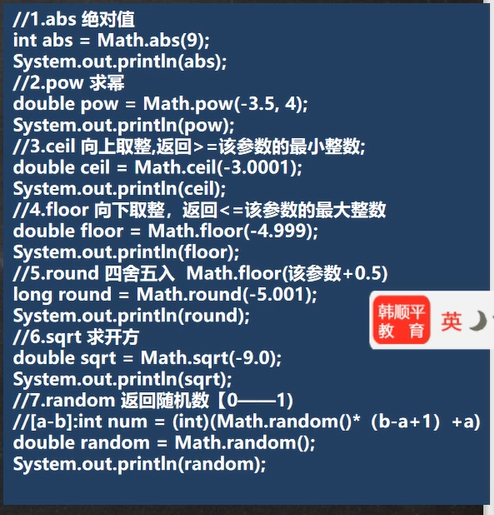 //1.abs 绝对值
int abs = Math.abs(9);
System.out.println(abs);
//2.pow 求幂
double pow = Math.pow(-3.5, 4);
System.out.println(pow);
//3.ceil 向上取整,返回>=该参数的最小整数;
double ceil = Math.ceil(-3.0001);
System.out.println(ceil);
//4.floor 向下取整，返回<=该参数的最大整数
double floor = Math.floor(-4.999);
System.out.println(floor);
//5.round 四舍五入 Math.floor(该参数+0.5)
long round = Math.round(-5.001);
System.out.println(round);
//6.sqrt 求开方
double sqrt = Math.sqrt(-9.0);
System.out.println(sqrt);
//7.random 返回随机数【0——1)
//[a-b]:int num = (int)(Math.random()*（b-a+1）+a)
double random = Math.random();
System.out.println(random);
韩顺平
教 育
英